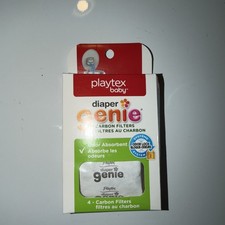 playtex
baby
diaper
genie
CARBON FILTERS
FILTRES AU CHARBON
Odor Absorbent
Absorbe les
odeurs
diaper
genie
4 - Carbon Filters
filtres au charbon